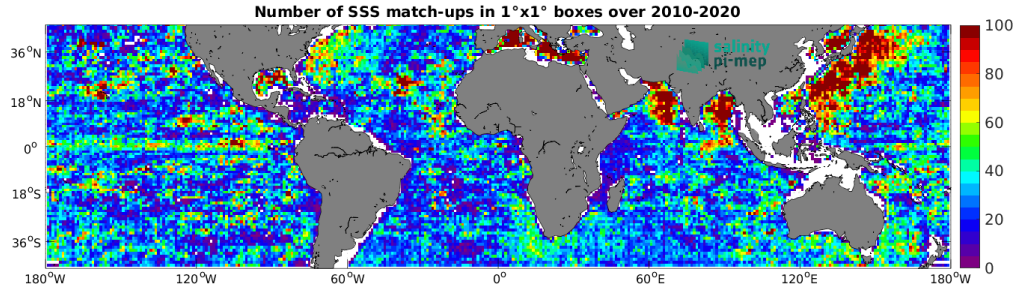 Number of SSS match-ups in 1°x1° boxes over 2010-2020
salinity
pi-mep
36°N
18°N
0°
18°S
36°S
180°W
120°W
60°W
0°
60°E
120°E
180°W
100
80
60
40
20
0